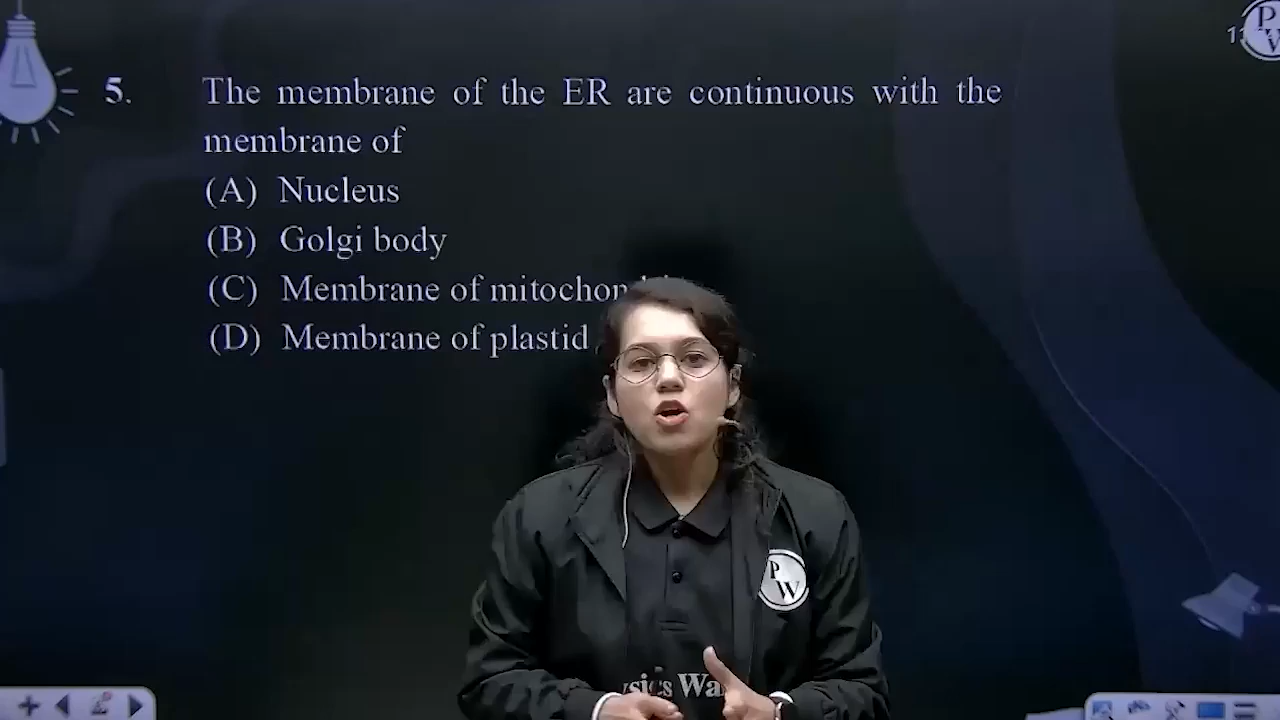 5. The membrane of the ER are continuous with the
membrane of
(A) Nucleus
(B) Golgi body
(C) Membrane of
(D) Membrane of plastid
P
W
P
W